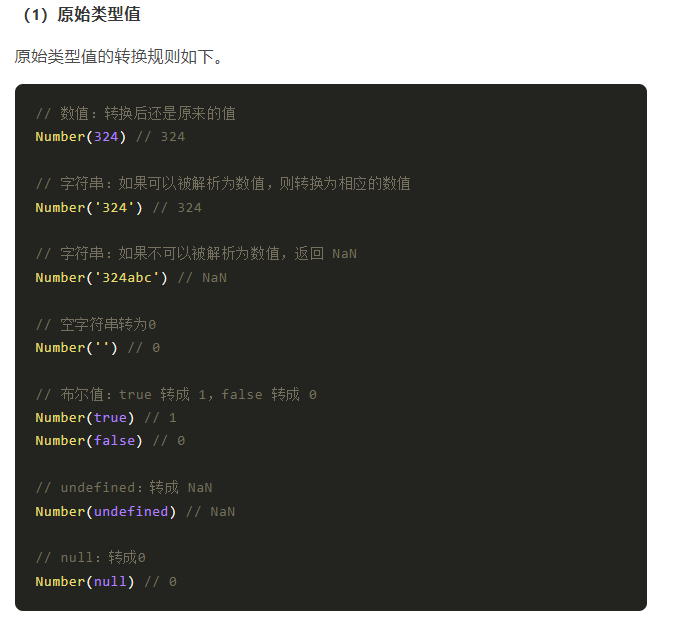 （1）原始类型值
原始类型值的转换规则如下。
// 数值：转换后还是原来的值
Number(324) // 324
// 字符串：如果可以被解析为数值，则转换为相应的数值
Number('324') // 324
// 字符串：如果不可以被解析为数值，返回 NaN
Number('324abc') // NaN
// 空字符串转为0
Number('') // 0
// 布尔值：true 转成 1，false 转成 0
Number(true) // 1
Number(false) // 0
// undefined：转成 NaN
Number(undefined) // NaN
// null：转成0
Number(null) // 0